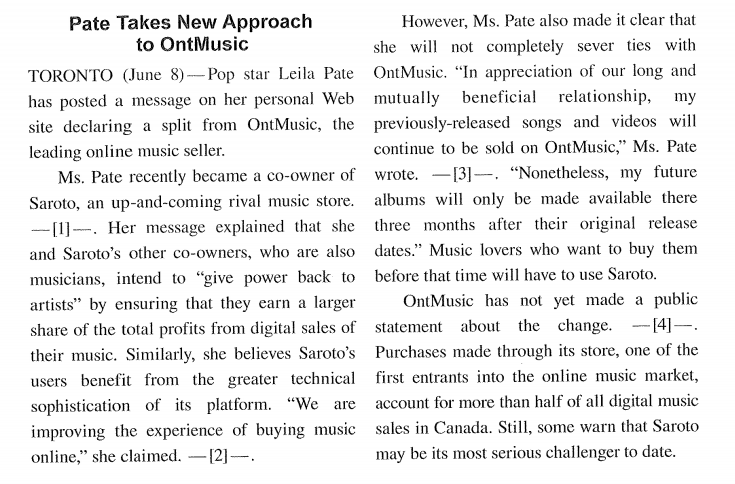 Pate Takes New Approach
to OntMusic
TORONTO (June 8)—Pop star Leila Pate
has posted a message on her personal Web
site declaring a split from OntMusic, the
leading online music seller.
Ms. Pate recently became a co-owner of
Saroto, an up-and-coming rival music store.
—[1]—. Her message explained that she
and Saroto's other co-owners, who are also
musicians, intend to “give power back to
artists” by ensuring that they earn a larger
share of the total profits from digital sales of
their music. Similarly, she believes Saroto's
users benefit from the greater technical
sophistication of its platform. “We are
improving the experience of buying music
online,” she claimed. —[2]—.
However, Ms. Pate also made it clear that
she will not completely sever ties with
OntMusic. “In appreciation of our long and
mutually beneficial relationship, my
previously-released songs and videos will
continue to be sold on OntMusic,” Ms. Pate
wrote. —[3]—. “Nonetheless, my future
albums will only be made available there
three months after their original release
dates.” Music lovers who want to buy them
before that time will have to use Saroto.
OntMusic has not yet made a public
statement about the change. —[4]—.
Purchases made through its store, one of the
first entrants into the online music market,
account for more than half of all digital music
sales in Canada. Still, some warn that Saroto
may be its most serious challenger to date.